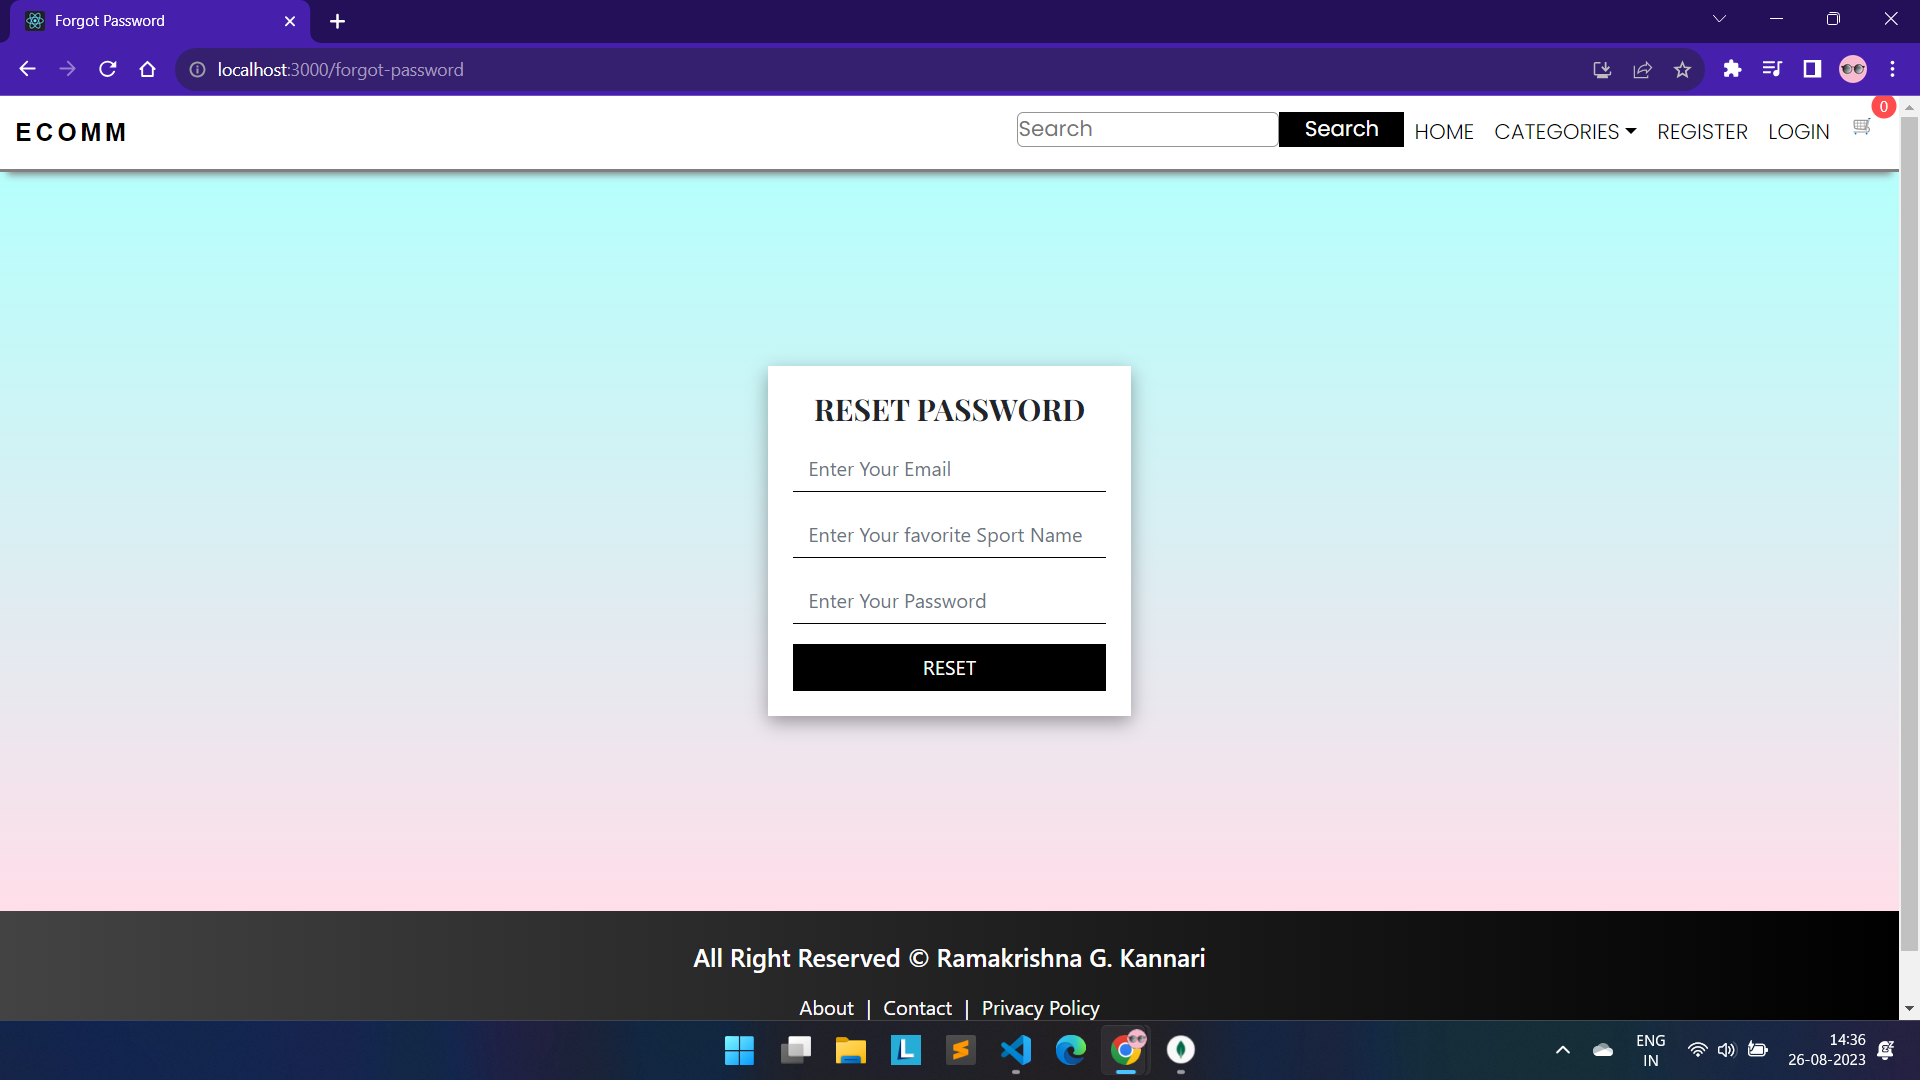 Forgot Password
localhost:3000/forgot-password
ECOMM
Search Search HOME CATEGORIES REGISTER LOGIN 0
RESET PASSWORD
Enter Your Email
Enter Your favorite Sport Name
Enter Your Password
RESET
All Right Reserved © Ramakrishna G. Kannari
About | Contact | Privacy Policy
L
ENG
IN
14:36
26-08-2023